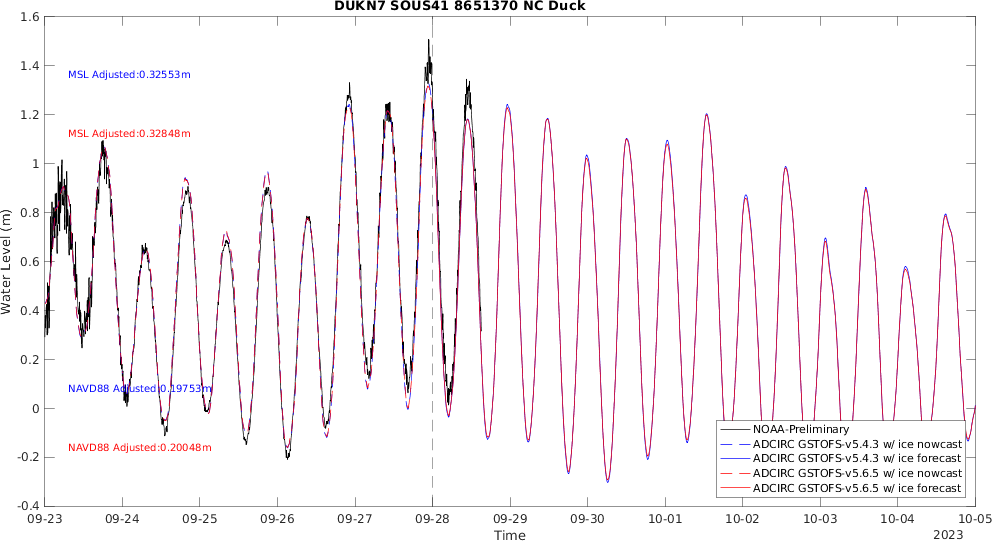 DUKN7 SOUS41 8651370 NC Duck
1.6
1.4
1.2
1
0.8
0.6
0.4
0.2
0
-0.2
-0.4
Water Level (m)
MSL Adjusted:0.32553m
MSL Adjusted:0.32848m
NAVD88 Adjusted:0.19753m
NAVD88 Adjusted:0.20048m
NOAA-Preliminary
ADCIRC GSTOFS-v5.4.3 w/ ice nowcast
ADCIRC GSTOFS-v5.4.3 w/ ice forecast
ADCIRC GSTOFS-v5.6.5 w/ ice nowcast
ADCIRC GSTOFS-v5.6.5 w/ ice forecast
09-23 09-24 09-25 09-26 09-27 09-28 09-29 09-30 10-01 10-02 10-03 10-04 10-05
Time
2023